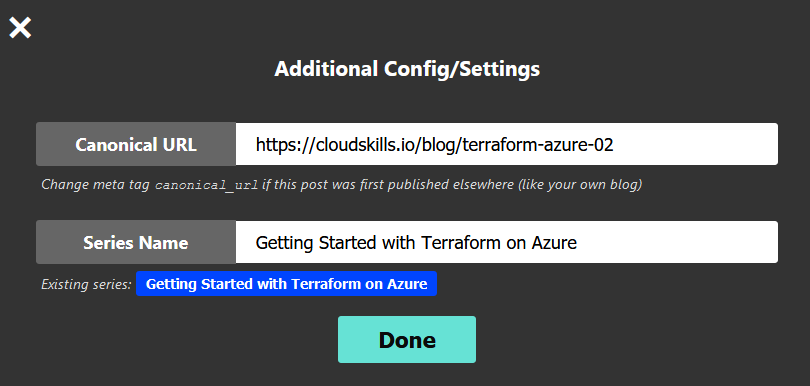 Additional Config/Settings
Canonical URL https://cloudskills.io/blog/terraform-azure-02
Change meta tag canonical_url if this post was first published elsewhere (like your own blog)
Series Name Getting Started with Terraform on Azure
Existing series: Getting Started with Terraform on Azure
Done